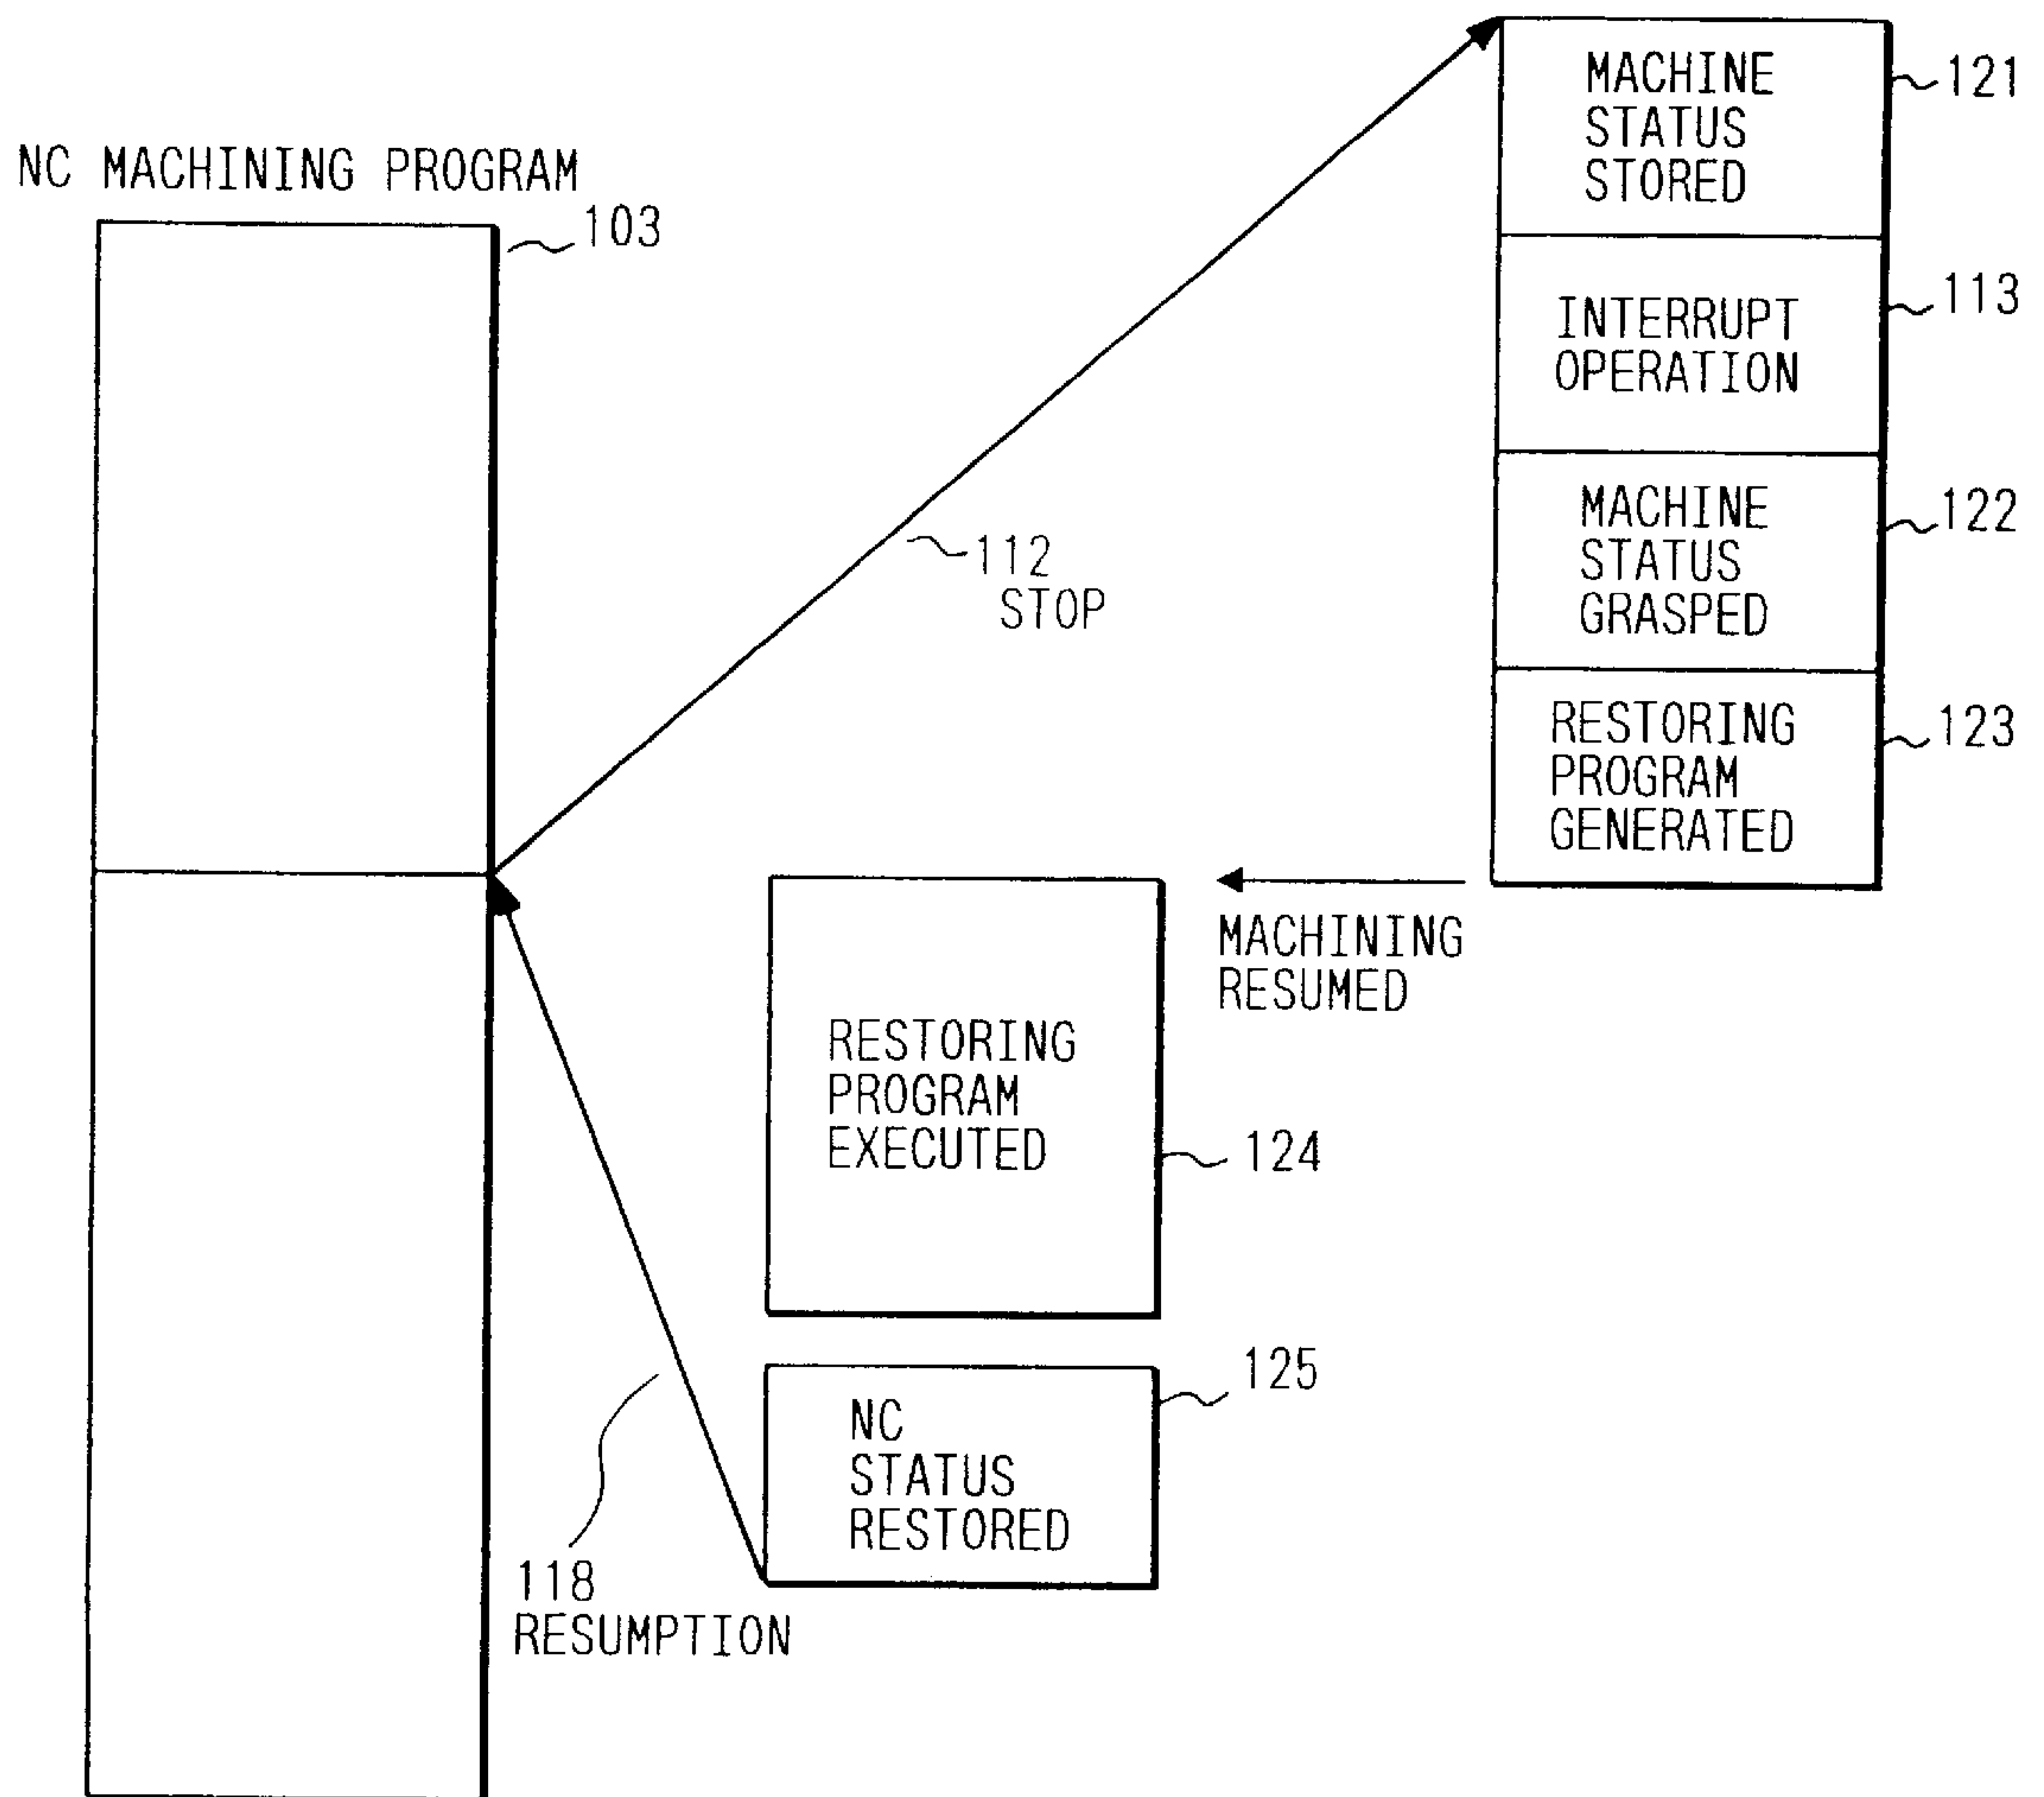 NC MACHINING PROGRAM
103
MACHINE
STATUS
STORED
121
INTERRUPT
OPERATION
113
MACHINE
STATUS
GRASPED
122
RESTORING
PROGRAM
GENERATED
123
112
STOP
MACHINING
RESUMED
RESTORING
PROGRAM
EXECUTED
124
NC
STATUS
RESTORED
125
118
RESUMPTION